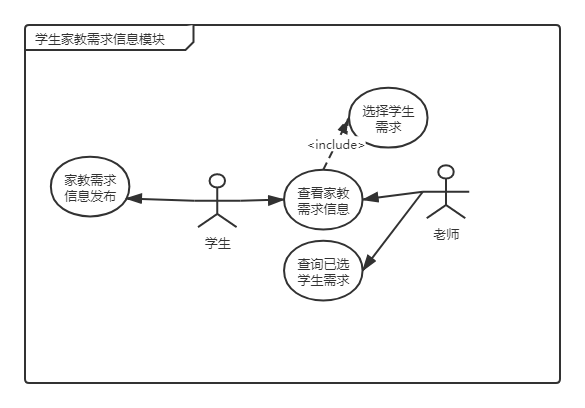 学生家教需求信息模块
选择学生
需求
<include>
家教需求
信息发布
学生
查看家教
需求信息
老师
查询已选
学生需求